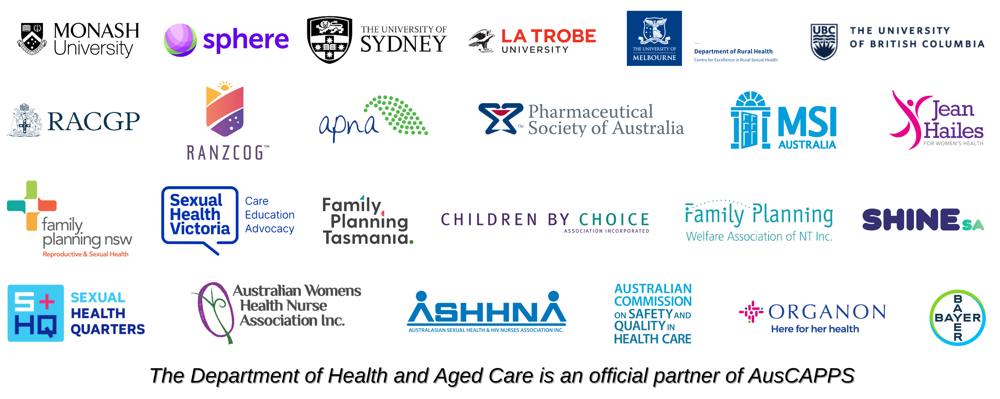 MONASH
University
sphere
THE UNIVERSITY OF
SYDNEY
LA TROBE
UNIVERSITY
THE UNIVERSITY OF
MELBOURNE
Department of Rural Health
Centre for Excellence in Rural Sexual Health
UBC
THE UNIVERSITY
OF BRITISH COLUMBIA
RACGP
RANZCOG™
apna
Pharmaceutical
™ Society of Australia
MSI
AUSTRALIA
Jean
Hailes
FOR WOMEN'S HEALTH
family
planning nsw
Reproductive & Sexual Health
Sexual
Health
Victoria
Care
Education
Advocacy
Family
Planning
Tasmania.
CHILDREN BY CHOICE
ASSOCIATION INCORPORATED
Family Planning
Welfare Association of NT Inc.
SHINE SA
S+
HQ
SEXUAL
HEALTH
QUARTERS
Australian Womens
Health Nurse
Association Inc.
ASHHNA
AUSTRALASIAN SEXUAL HEALTH & HIV NURSES ASSOCIATION INC.
AUSTRALIAN
COMMISSION
ON SAFETY AND
QUALITY IN
HEALTH CARE
ORGANON
Here for her health
BAYER
BAYER
The Department of Health and Aged Care is an official partner of AusCAPPS